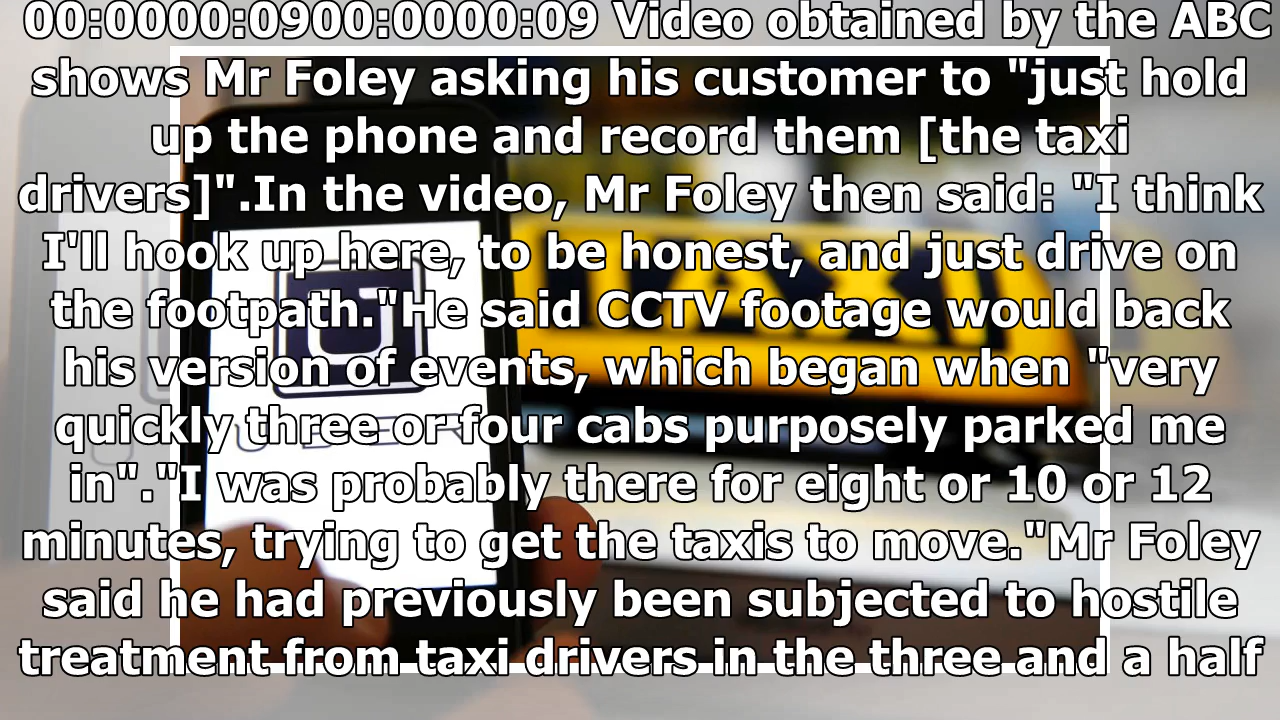 00:0000:0900:0000:09 Video obtained by the ABC
shows Mr Foley asking his customer to "just hold
up the phone and record them [the taxi
drivers]".In the video, Mr Foley then said: "I think
I'll hook up here, to be honest, and just drive on
the footpath."He said CCTV footage would back
his version of events, which began when "very
quickly three or four cabs purposely parked me
in"."I was probably there for eight or 10 or 12
minutes, trying to get the taxis to move."Mr Foley
said he had previously been subjected to hostile
treatment from taxi drivers in the three and a half
TAXI
UBER